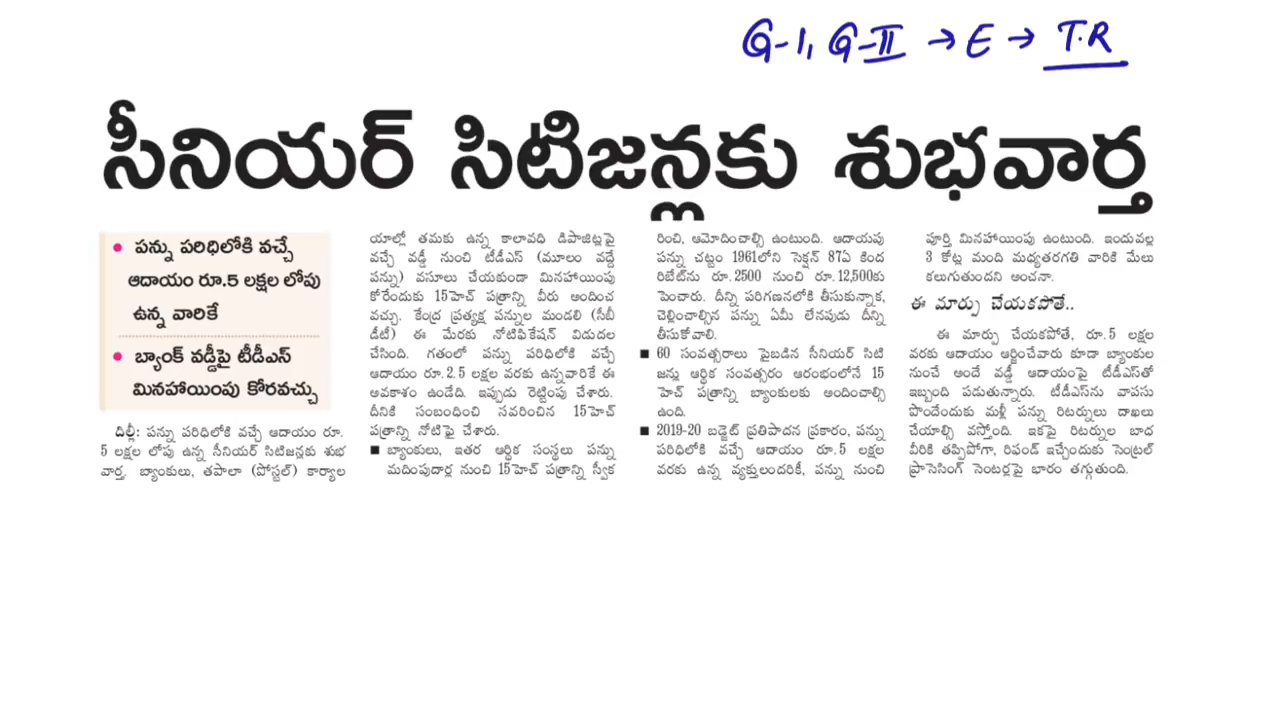 G-I, G-II → E → T.R
సీనియర్ సిటిజన్లకు శుభవార్త
• పన్ను పరిధిలోకి వచ్చే
ఆదాయం రూ.5 లక్షల లోపు
ఉన్న వారికే
• బ్యాంక్ వడ్డీపై టీడీఎస్
మినహాయింపు కోరవచ్చు
దిల్లీ: పన్ను పరిధిలోకి వచ్చే ఆదాయం రూ.
5 లక్షల లోపు ఉన్న సీనియర్ సిటిజన్లకు శుభ
వార్త. బ్యాంకులు, తపాలా (పోస్టల్) కార్యాల
యాల్లో తమకు ఉన్న కాలావధి డిపాజిట్లపై
వచ్చే వడ్డీ నుంచి టీడీఎస్ (మూలం వద్దే
పన్ను) వసూలు చేయకుండా మినహాయింపు
కోరేందుకు 15హెచ్ పత్రాన్ని వీరు అందించ
వచ్చు. కేంద్ర ప్రత్యక్ష పన్నుల మండలి (సీబీ
డీటీ) ఈ మేరకు నోటిఫికేషన్ విడుదల
చేసింది. గతంలో పన్ను పరిధిలోకి వచ్చే
ఆదాయం రూ.2.5 లక్షల వరకు ఉన్నవారికే ఈ
అవకాశం ఉండేది. ఇప్పుడు రెట్టింపు చేశారు.
దీనికి సంబంధించి సవరించిన 15హెచ్
పత్రాన్ని నోటిఫై చేశారు.
■ బ్యాంకులు, ఇతర ఆర్థిక సంస్థలు పన్ను
మదింపుదార్ల నుంచి 15హెచ్ పత్రాన్ని స్వీక
రించి, ఆమోదించాల్సి ఉంటుంది. ఆదాయపు
పన్ను చట్టం 1961లోని సెక్షన్ 87ఏ కింద
రిబేట్‌ను రూ.2500 నుంచి రూ.12,500కు
పెంచారు. దీన్ని పరిగణనలోకి తీసుకున్నాక,
చెల్లించాల్సిన పన్ను ఏమీ లేనపుడు దీన్ని
తీసుకోవాలి.
■ 60 సంవత్సరాలు పైబడిన సీనియర్ సిటి
జన్లు ఆర్థిక సంవత్సరం ఆరంభంలోనే 15
హెచ్ పత్రాన్ని బ్యాంకులకు అందించాల్సి
ఉంది.
■ 2019-20 బడ్జెట్ ప్రతిపాదన ప్రకారం, పన్ను
పరిధిలోకి వచ్చే ఆదాయం రూ.5 లక్షల
వరకు ఉన్న వ్యక్తులందరికీ, పన్ను నుంచి
పూర్తి మినహాయింపు ఉంటుంది. ఇందువల్ల
3 కోట్ల మంది మధ్యతరగతి వారికి మేలు
కలుగుతుందని అంచనా.
ఈ మార్పు చేయకపోతే..
ఈ మార్పు చేయకపోతే, రూ.5 లక్షల
వరకు ఆదాయం ఆర్జించేవారు కూడా బ్యాంకుల
నుంచే అందే వడ్డీ ఆదాయంపై టీడీఎస్‌తో
ఇబ్బంది పడుతున్నారు. టీడీఎస్‌ను వాపసు
పొందేందుకు మళ్లీ పన్ను రిటర్నులు దాఖలు
చేయాల్సి వస్తోంది. ఇకపై రిటర్నుల బాధ
వీరికి తప్పిపోగా, రిఫండ్ ఇచ్చేందుకు సెంట్రల్
ప్రాసెసింగ్ సెంటర్లపై భారం తగ్గుతుంది.